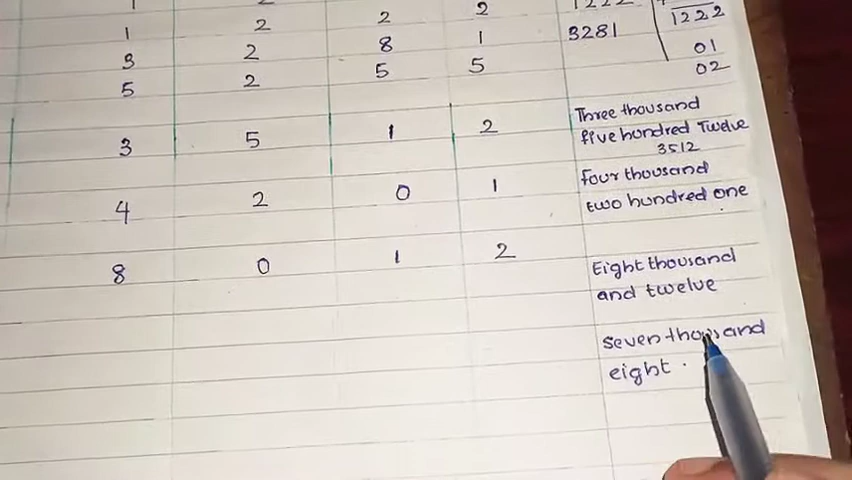 1 2 2 2 1222
1222
3 2 8 1 3281
01
5 2 5 5
02
Three thousand
3 5 1 2 five hundred Twelve
3512
four thousand
4 2 0 1 two hundred one
8 0 1 2 Eight thousand
and twelve
Seven thousand
eight .